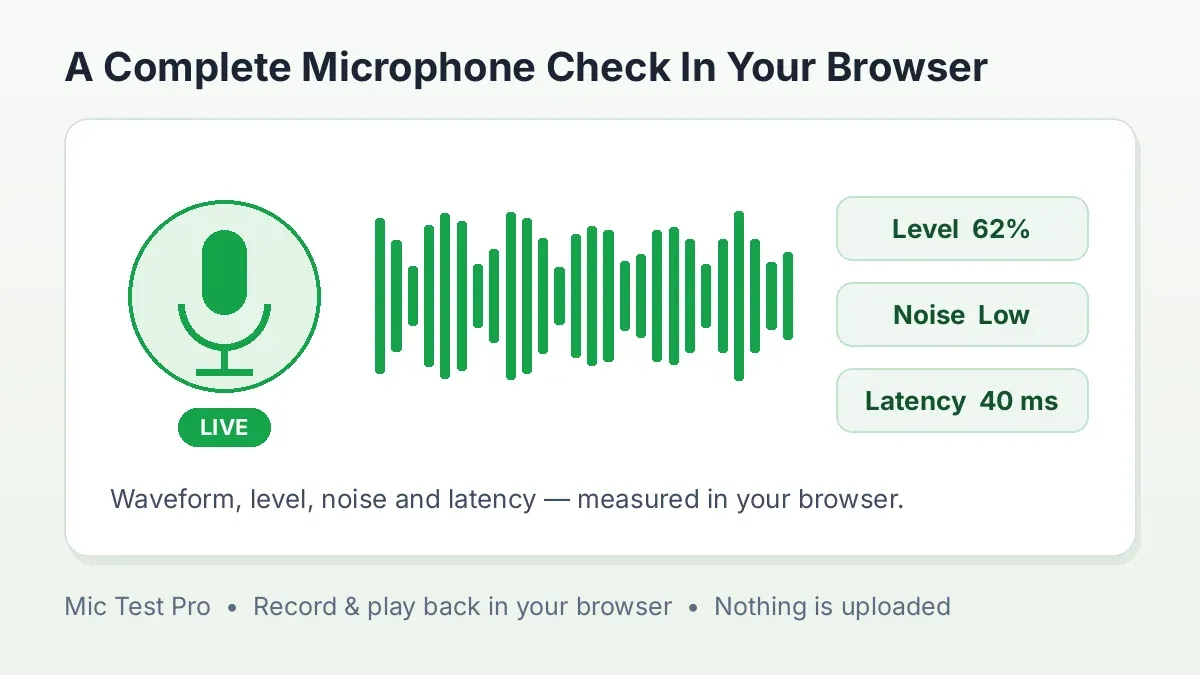 A Complete Microphone Check In Your Browser
Level 62%
Noise Low
Latency 40 ms
LIVE
Waveform, level, noise and latency — measured in your browser.
Mic Test Pro • Record & play back in your browser • Nothing is uploaded